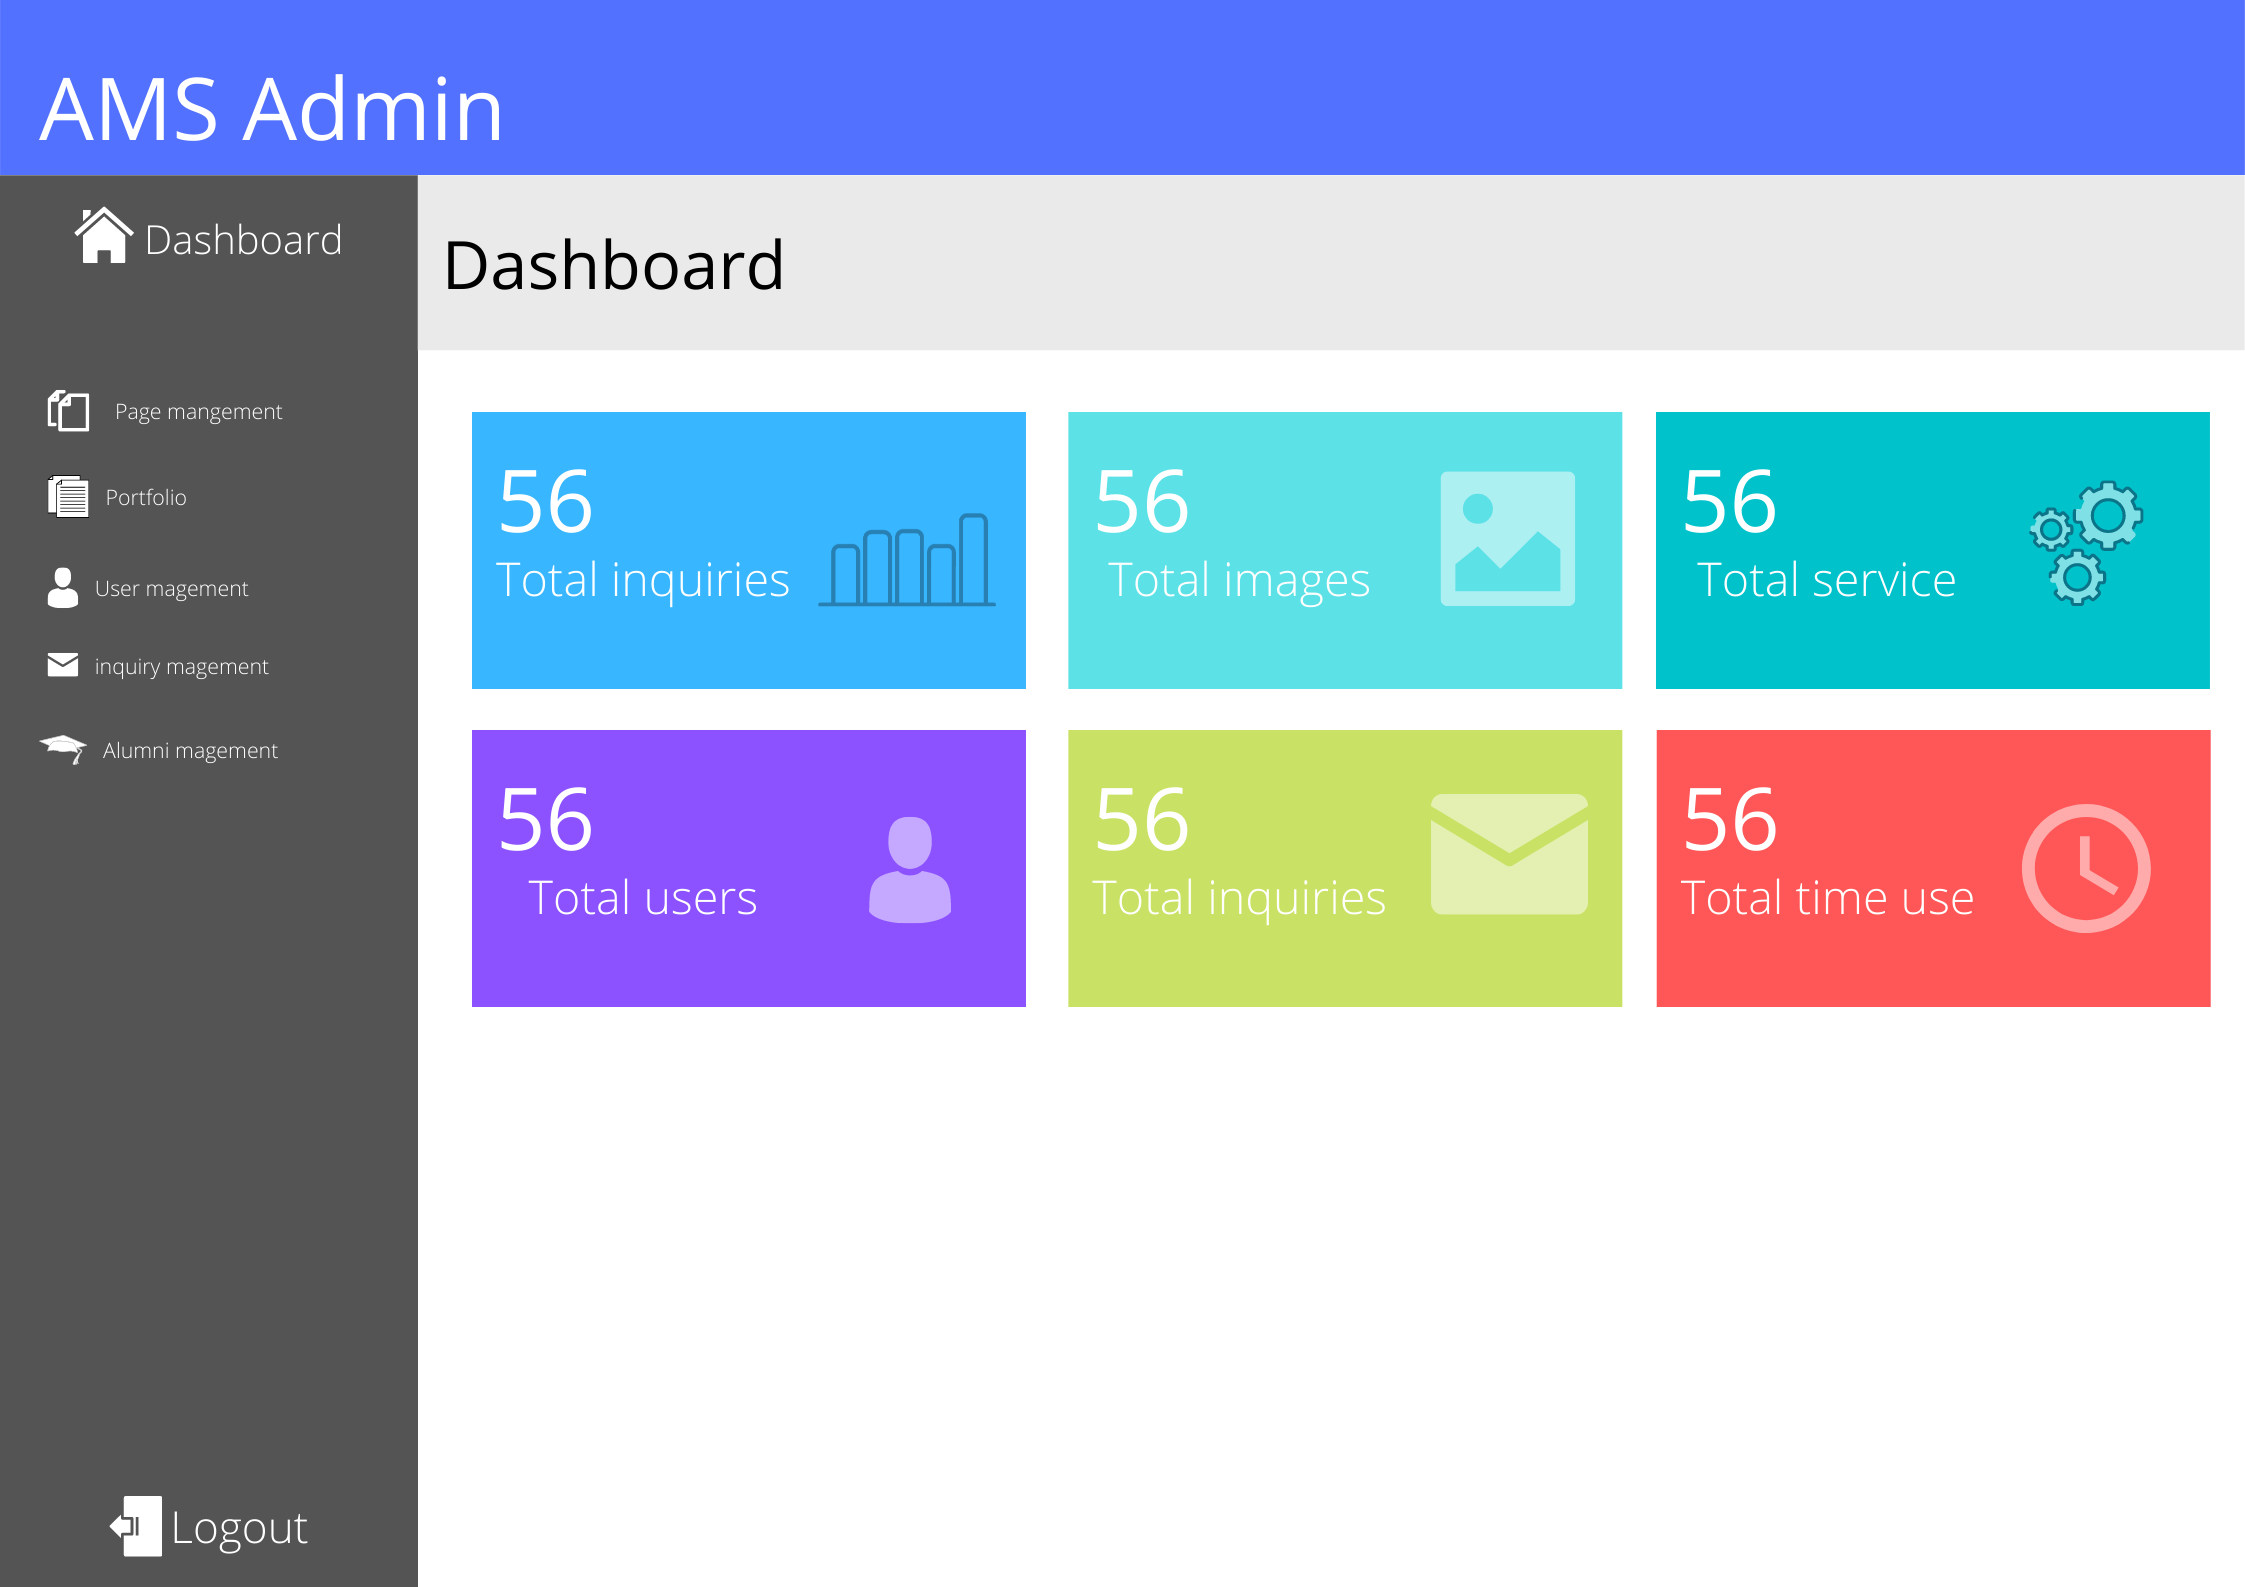 AMS Admin
Dashboard
Page mangement
Portfolio
User magement
inquiry magement
Alumni magement
Logout
Dashboard
56
Total inquiries
56
Total images
56
Total service
56
Total users
56
Total inquiries
56
Total time use